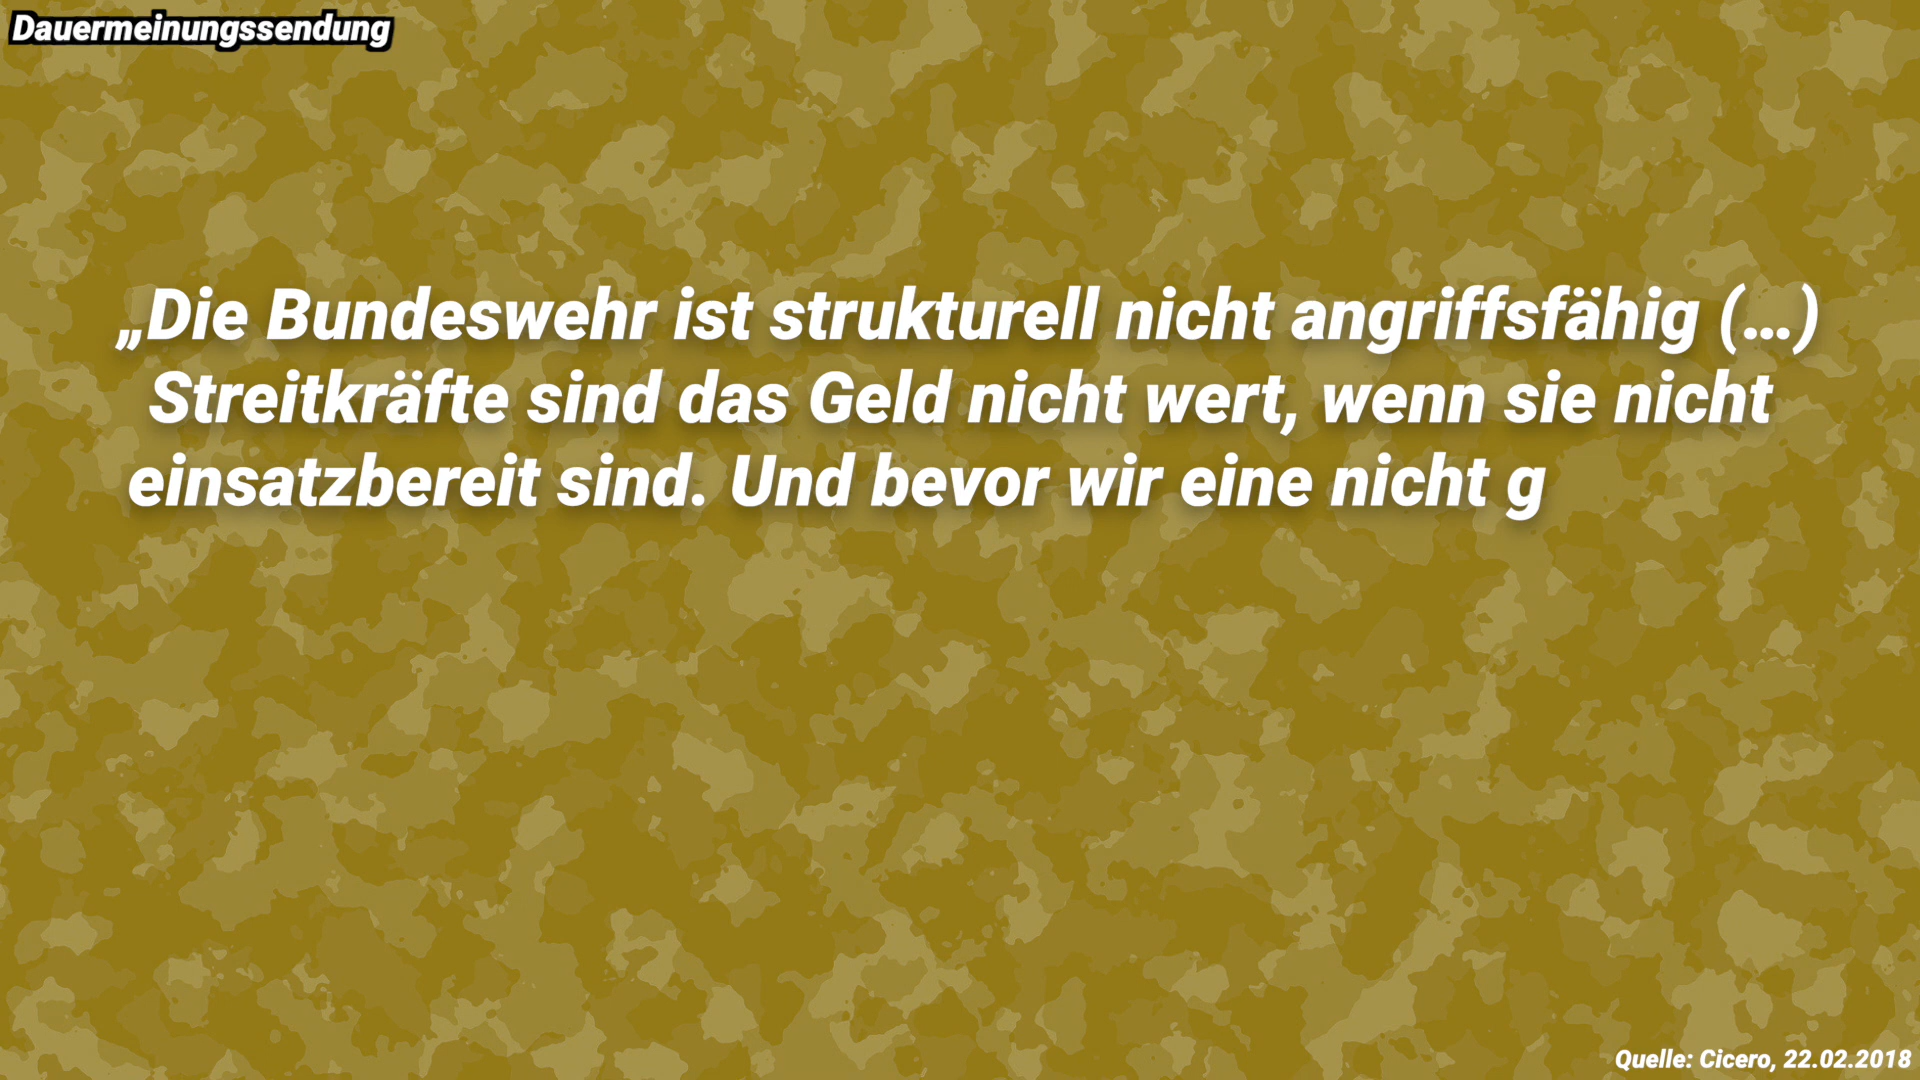 Dauermeinungssendung
„Die Bundeswehr ist strukturell nicht angriffsfähig (…)
Streitkräfte sind das Geld nicht wert, wenn sie nicht
einsatzbereit sind. Und bevor wir eine nicht g
Quelle: Cicero, 22.02.2018